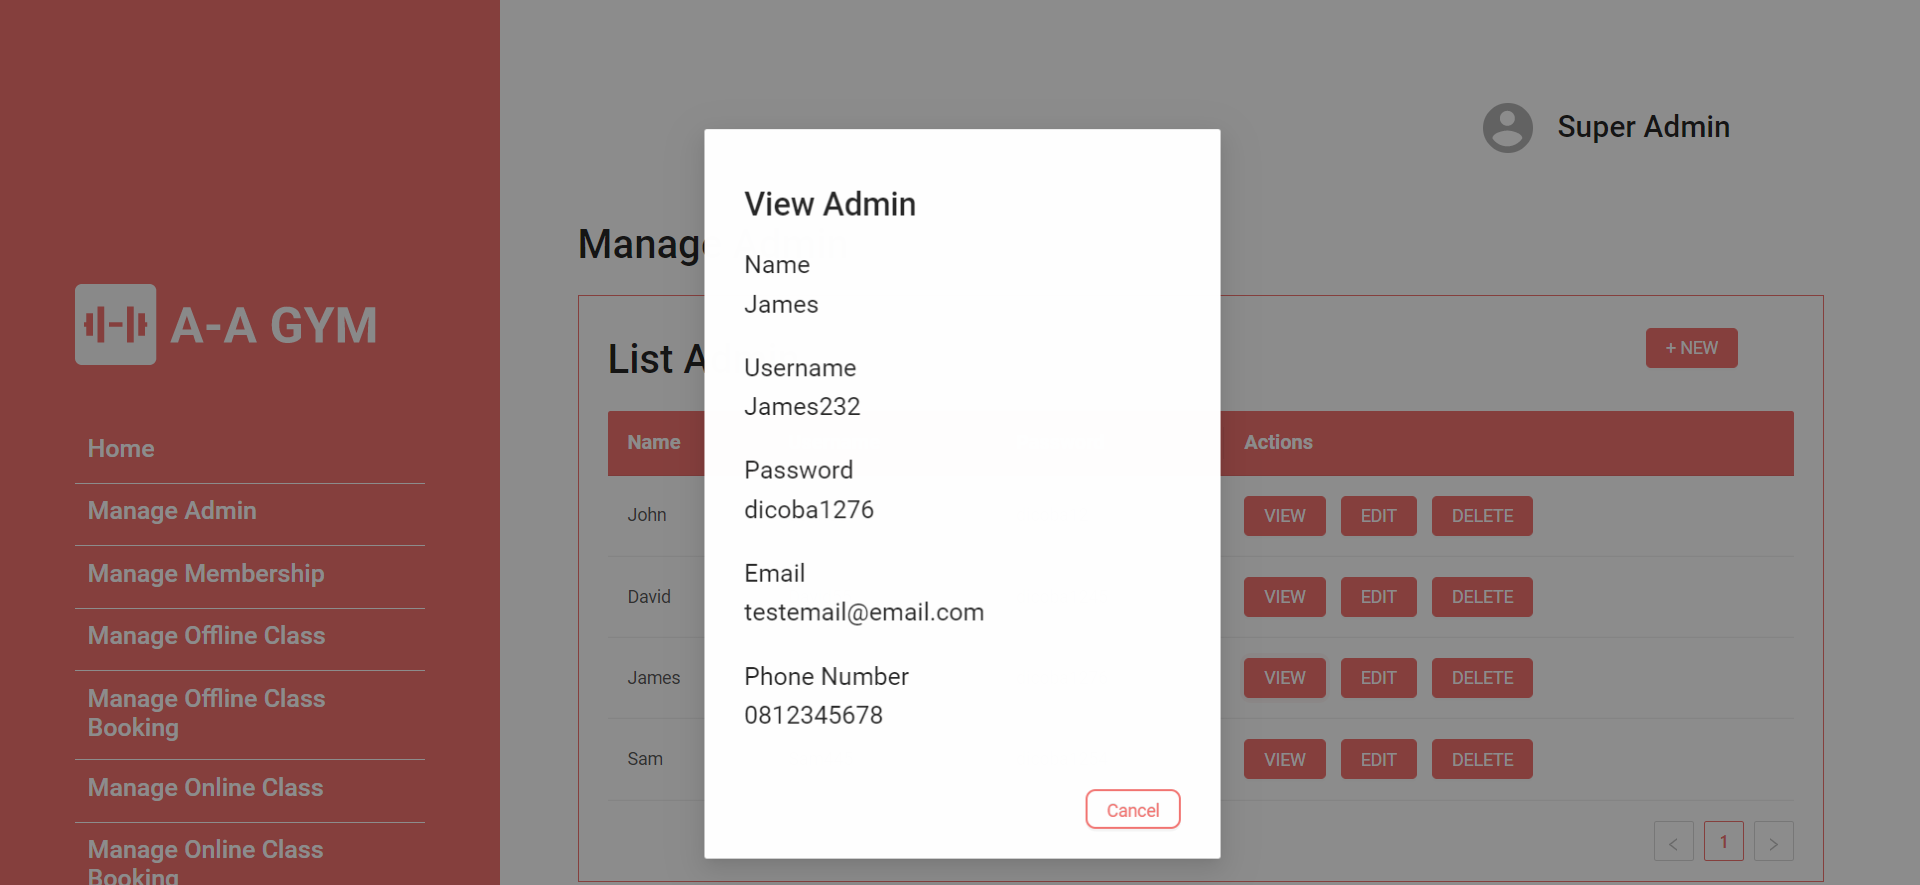 A-A GYM
Home
Manage Admin
Manage Membership
Manage Offline Class
Manage Offline Class
Booking
Manage Online Class
Manage Online Class
Booking
Super Admin
Manage
List A
+ NEW
Name
Actions
John
VIEW
EDIT
DELETE
David
VIEW
EDIT
DELETE
James
VIEW
EDIT
DELETE
Sam
VIEW
EDIT
DELETE
<
1
>
View Admin
Name
James
Username
James232
Password
dicoba1276
Email
testemail@email.com
Phone Number
0812345678
Cancel